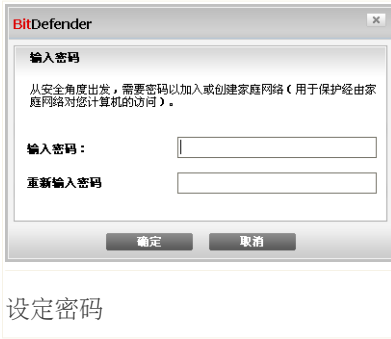 BitDefender
输入密码
从安全角度出发，需要密码以加入或创建家庭网络（用于保护经由家
庭网络对您计算机的访问）。
输入密码：
重新输入密码
确定 取消
设定密码